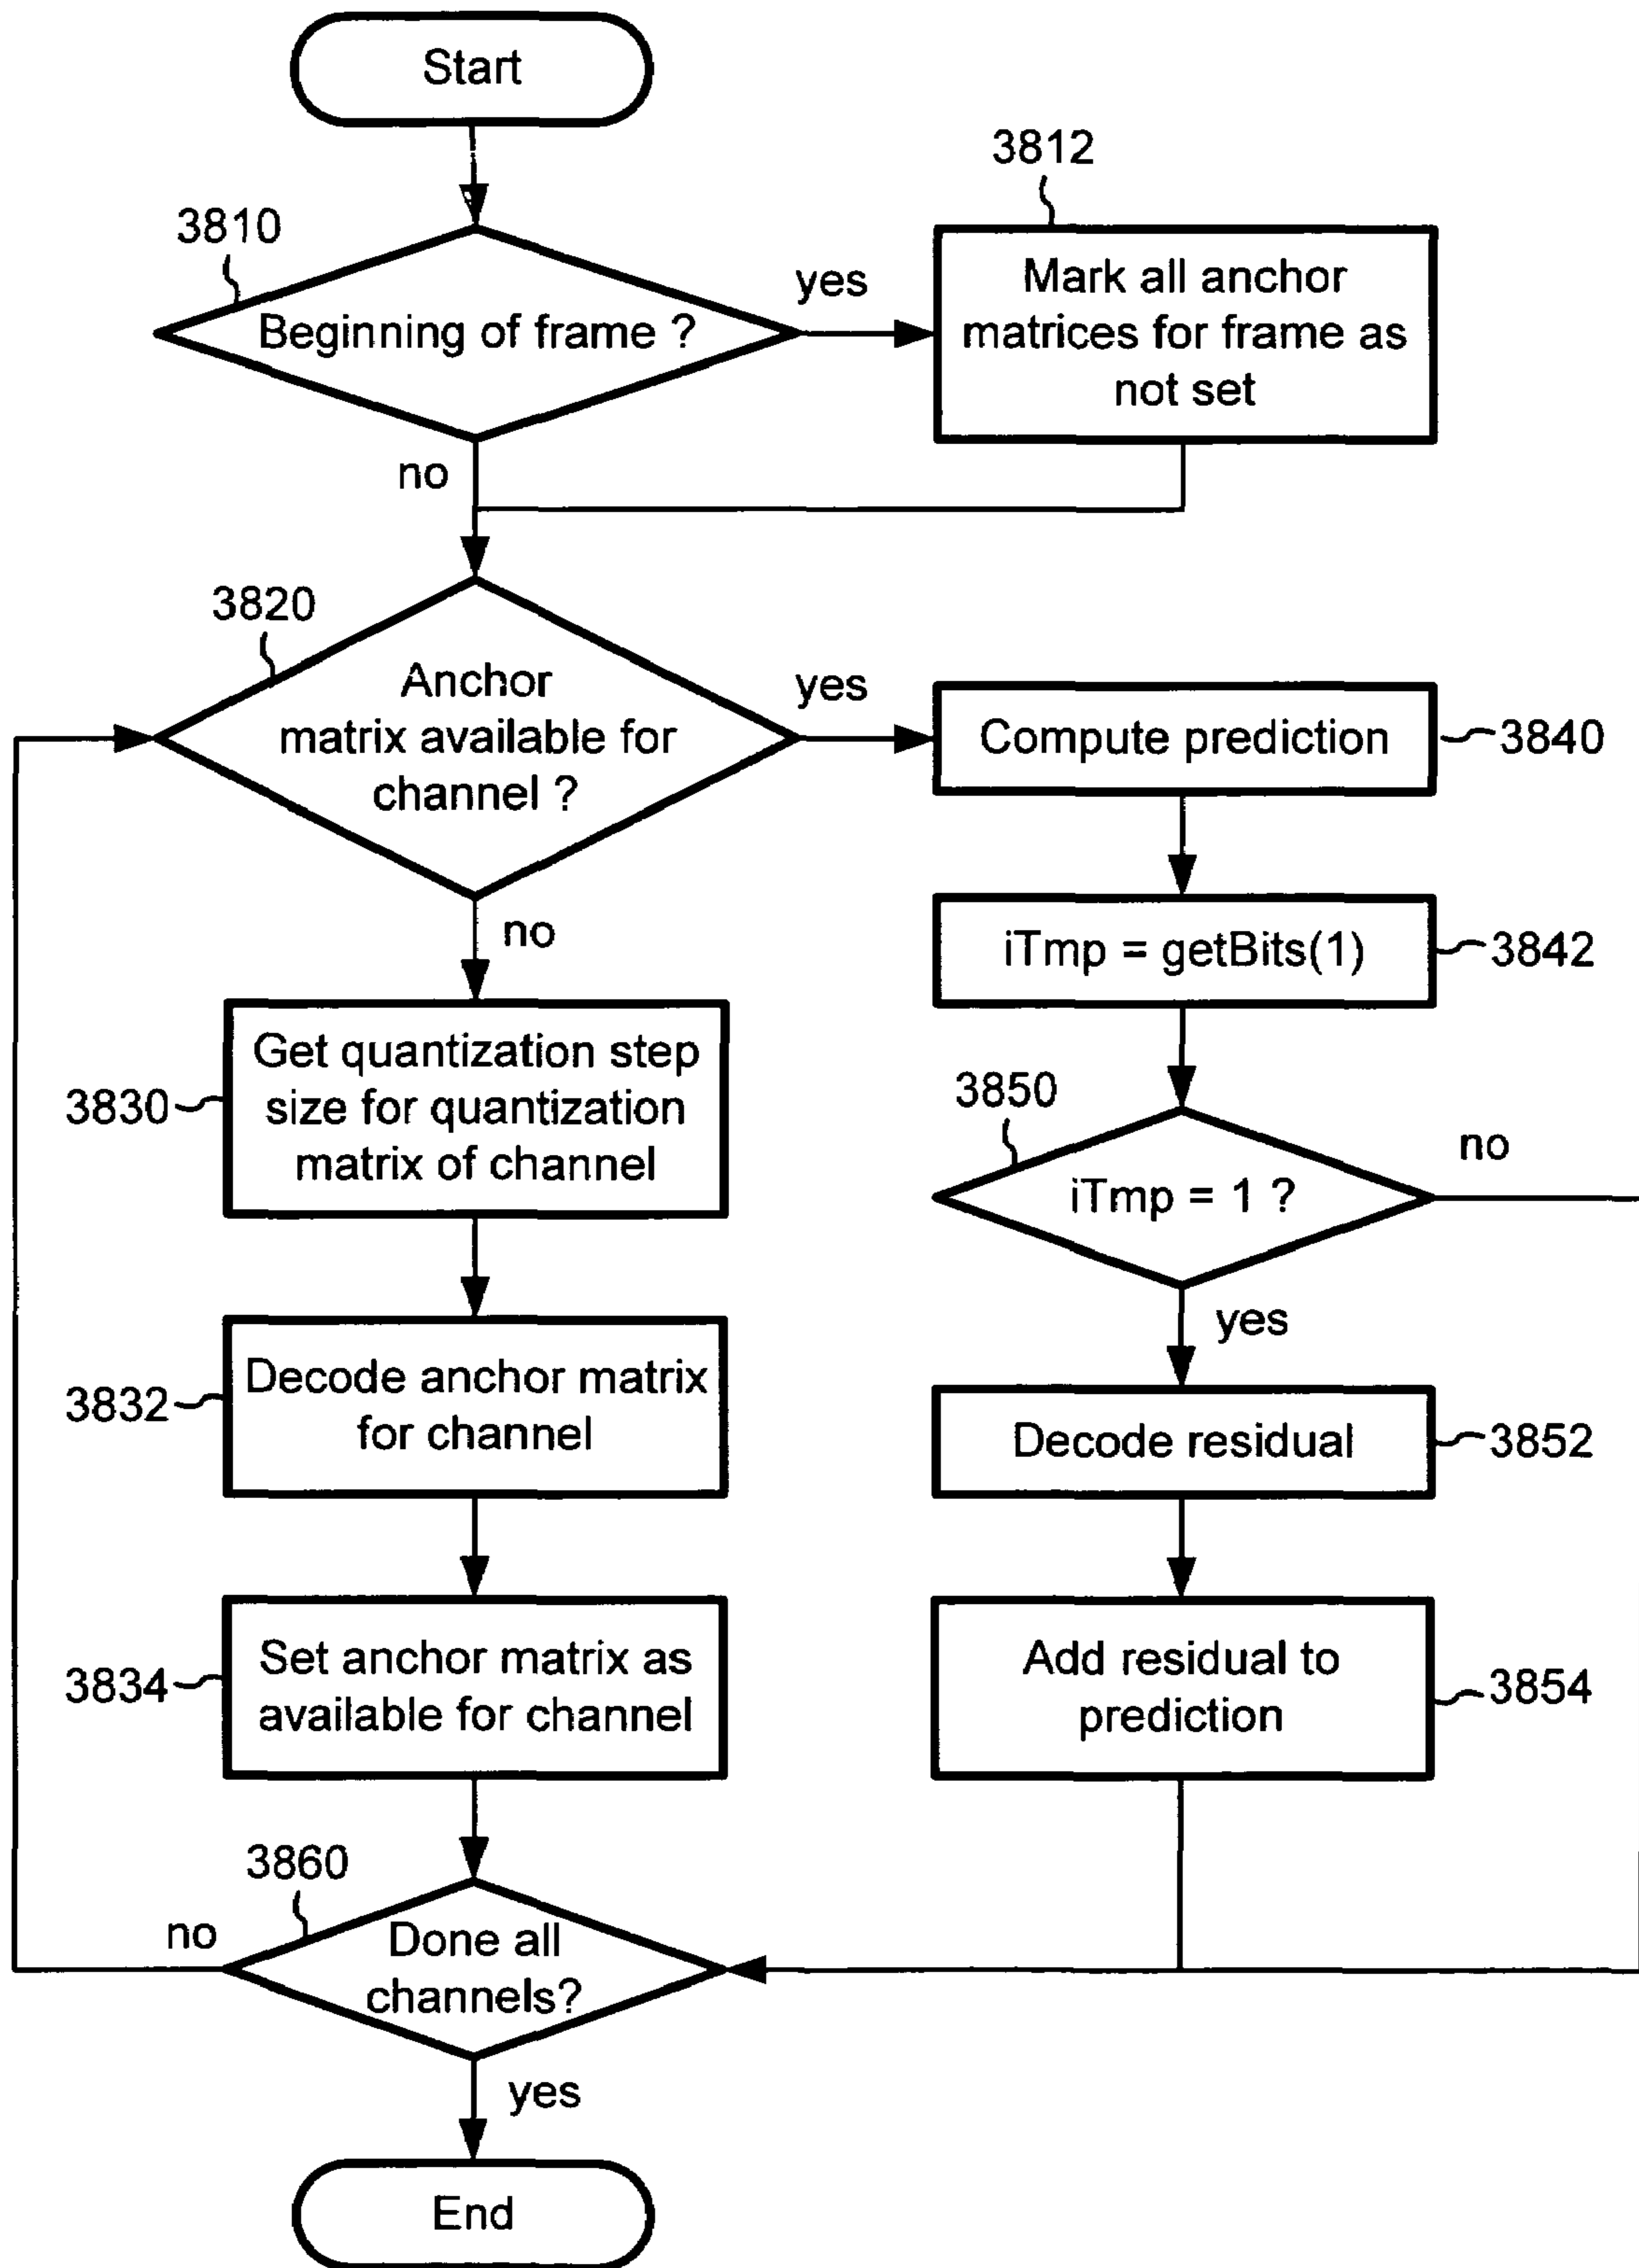 Start
3812
3810
yes
Mark all anchor
matrices for frame as
not set
Beginning of frame ?
no
3820
Anchor
matrix available for
channel ?
yes
Compute prediction
3840
no
iTmp = getBits(1)
3842
3830
Get quantization step
size for quantization
matrix of channel
3850
iTmp = 1 ?
no
yes
3832
Decode anchor matrix
for channel
Decode residual
3852
3834
Set anchor matrix as
available for channel
Add residual to
prediction
3854
3860
no
Done all
channels?
yes
End